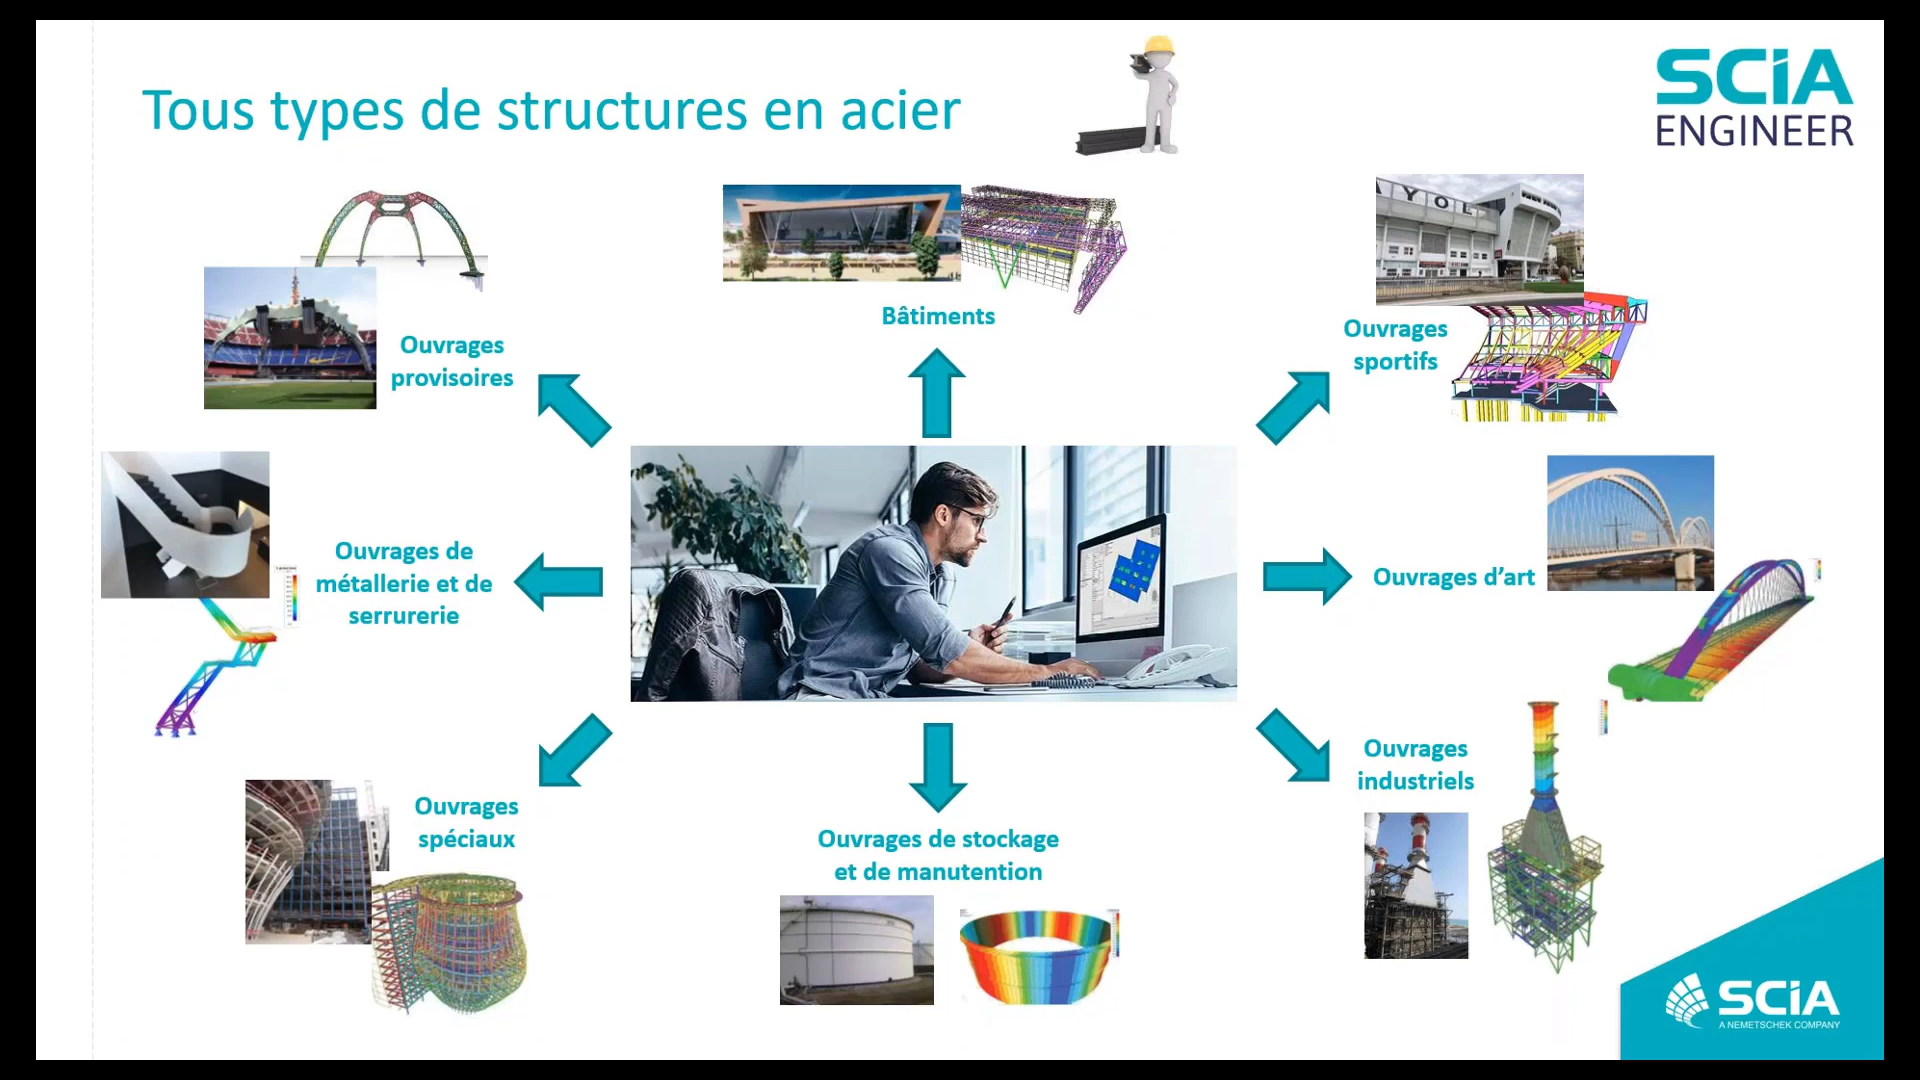 Tous types de structures en acier
SCiA
ENGINEER
AYOL
Bâtiments
Ouvrages
sportifs
Ouvrages
provisoires
Ouvrages de
métallerie et de
serrurerie
Ouvrages d’art
Ouvrages
industriels
Ouvrages
spéciaux
Ouvrages de stockage
et de manutention
SCiA
A NEMETSCHEK COMPANY